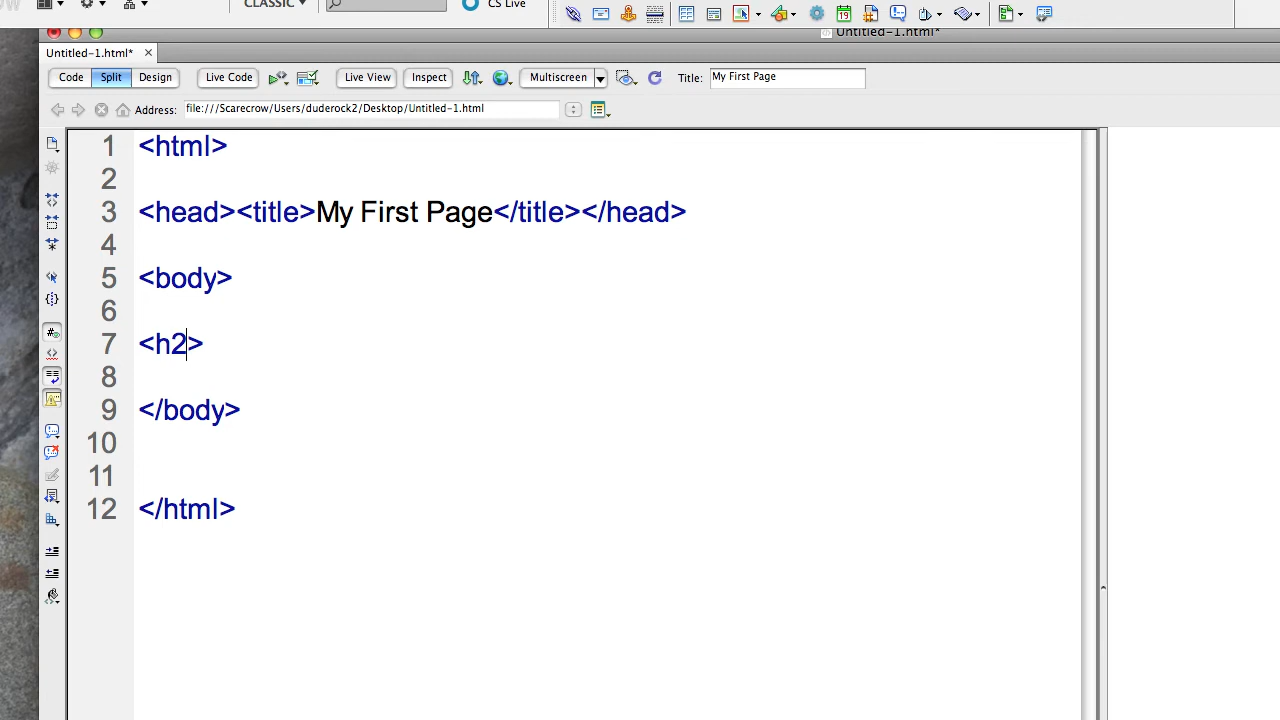 CLASSIC
CS Live
Untitled-1.html*
Untitled-1.html*
Code Split Design Live Code Live View Inspect Multiscreen Title: My First Page
Address: file:///Scarecrow/Users/duderock2/Desktop/Untitled-1.html
1 <html>
2
3 <head><title>My First Page</title></head>
4
5 <body>
6
7 <h2>
8
9 </body>
10
11
12 </html>